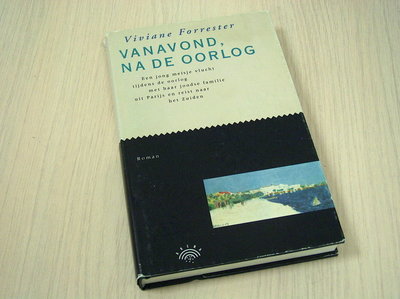 Viviane Forrester
VANAVOND,
NA DE OORLOG
Een jong meisje vlucht
tijdens de oorlog
met haar joodse familie
uit Parijs en reist naar
het Zuiden
Roman